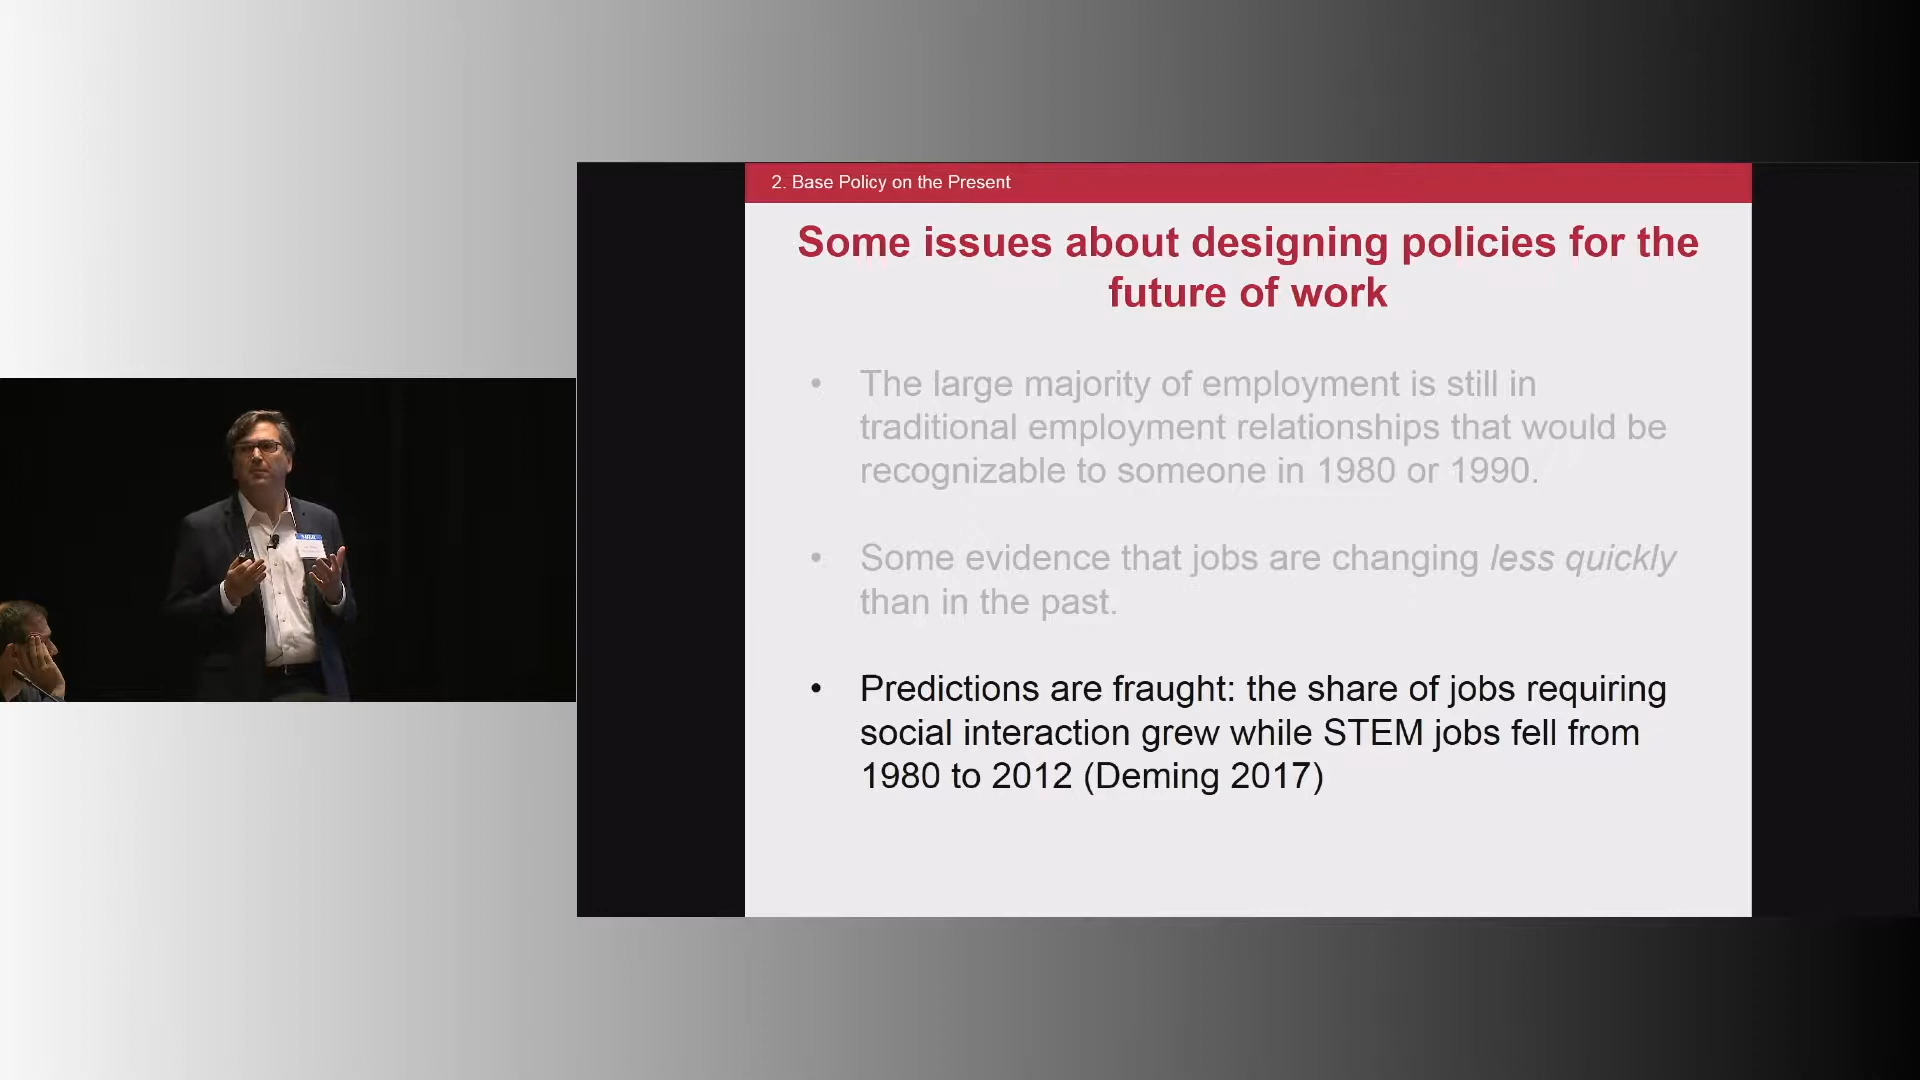 2. Base Policy on the Present
Some issues about designing policies for the
future of work
• The large majority of employment is still in
traditional employment relationships that would be
recognizable to someone in 1980 or 1990.
• Some evidence that jobs are changing less quickly
than in the past.
• Predictions are fraught: the share of jobs requiring
social interaction grew while STEM jobs fell from
1980 to 2012 (Deming 2017)